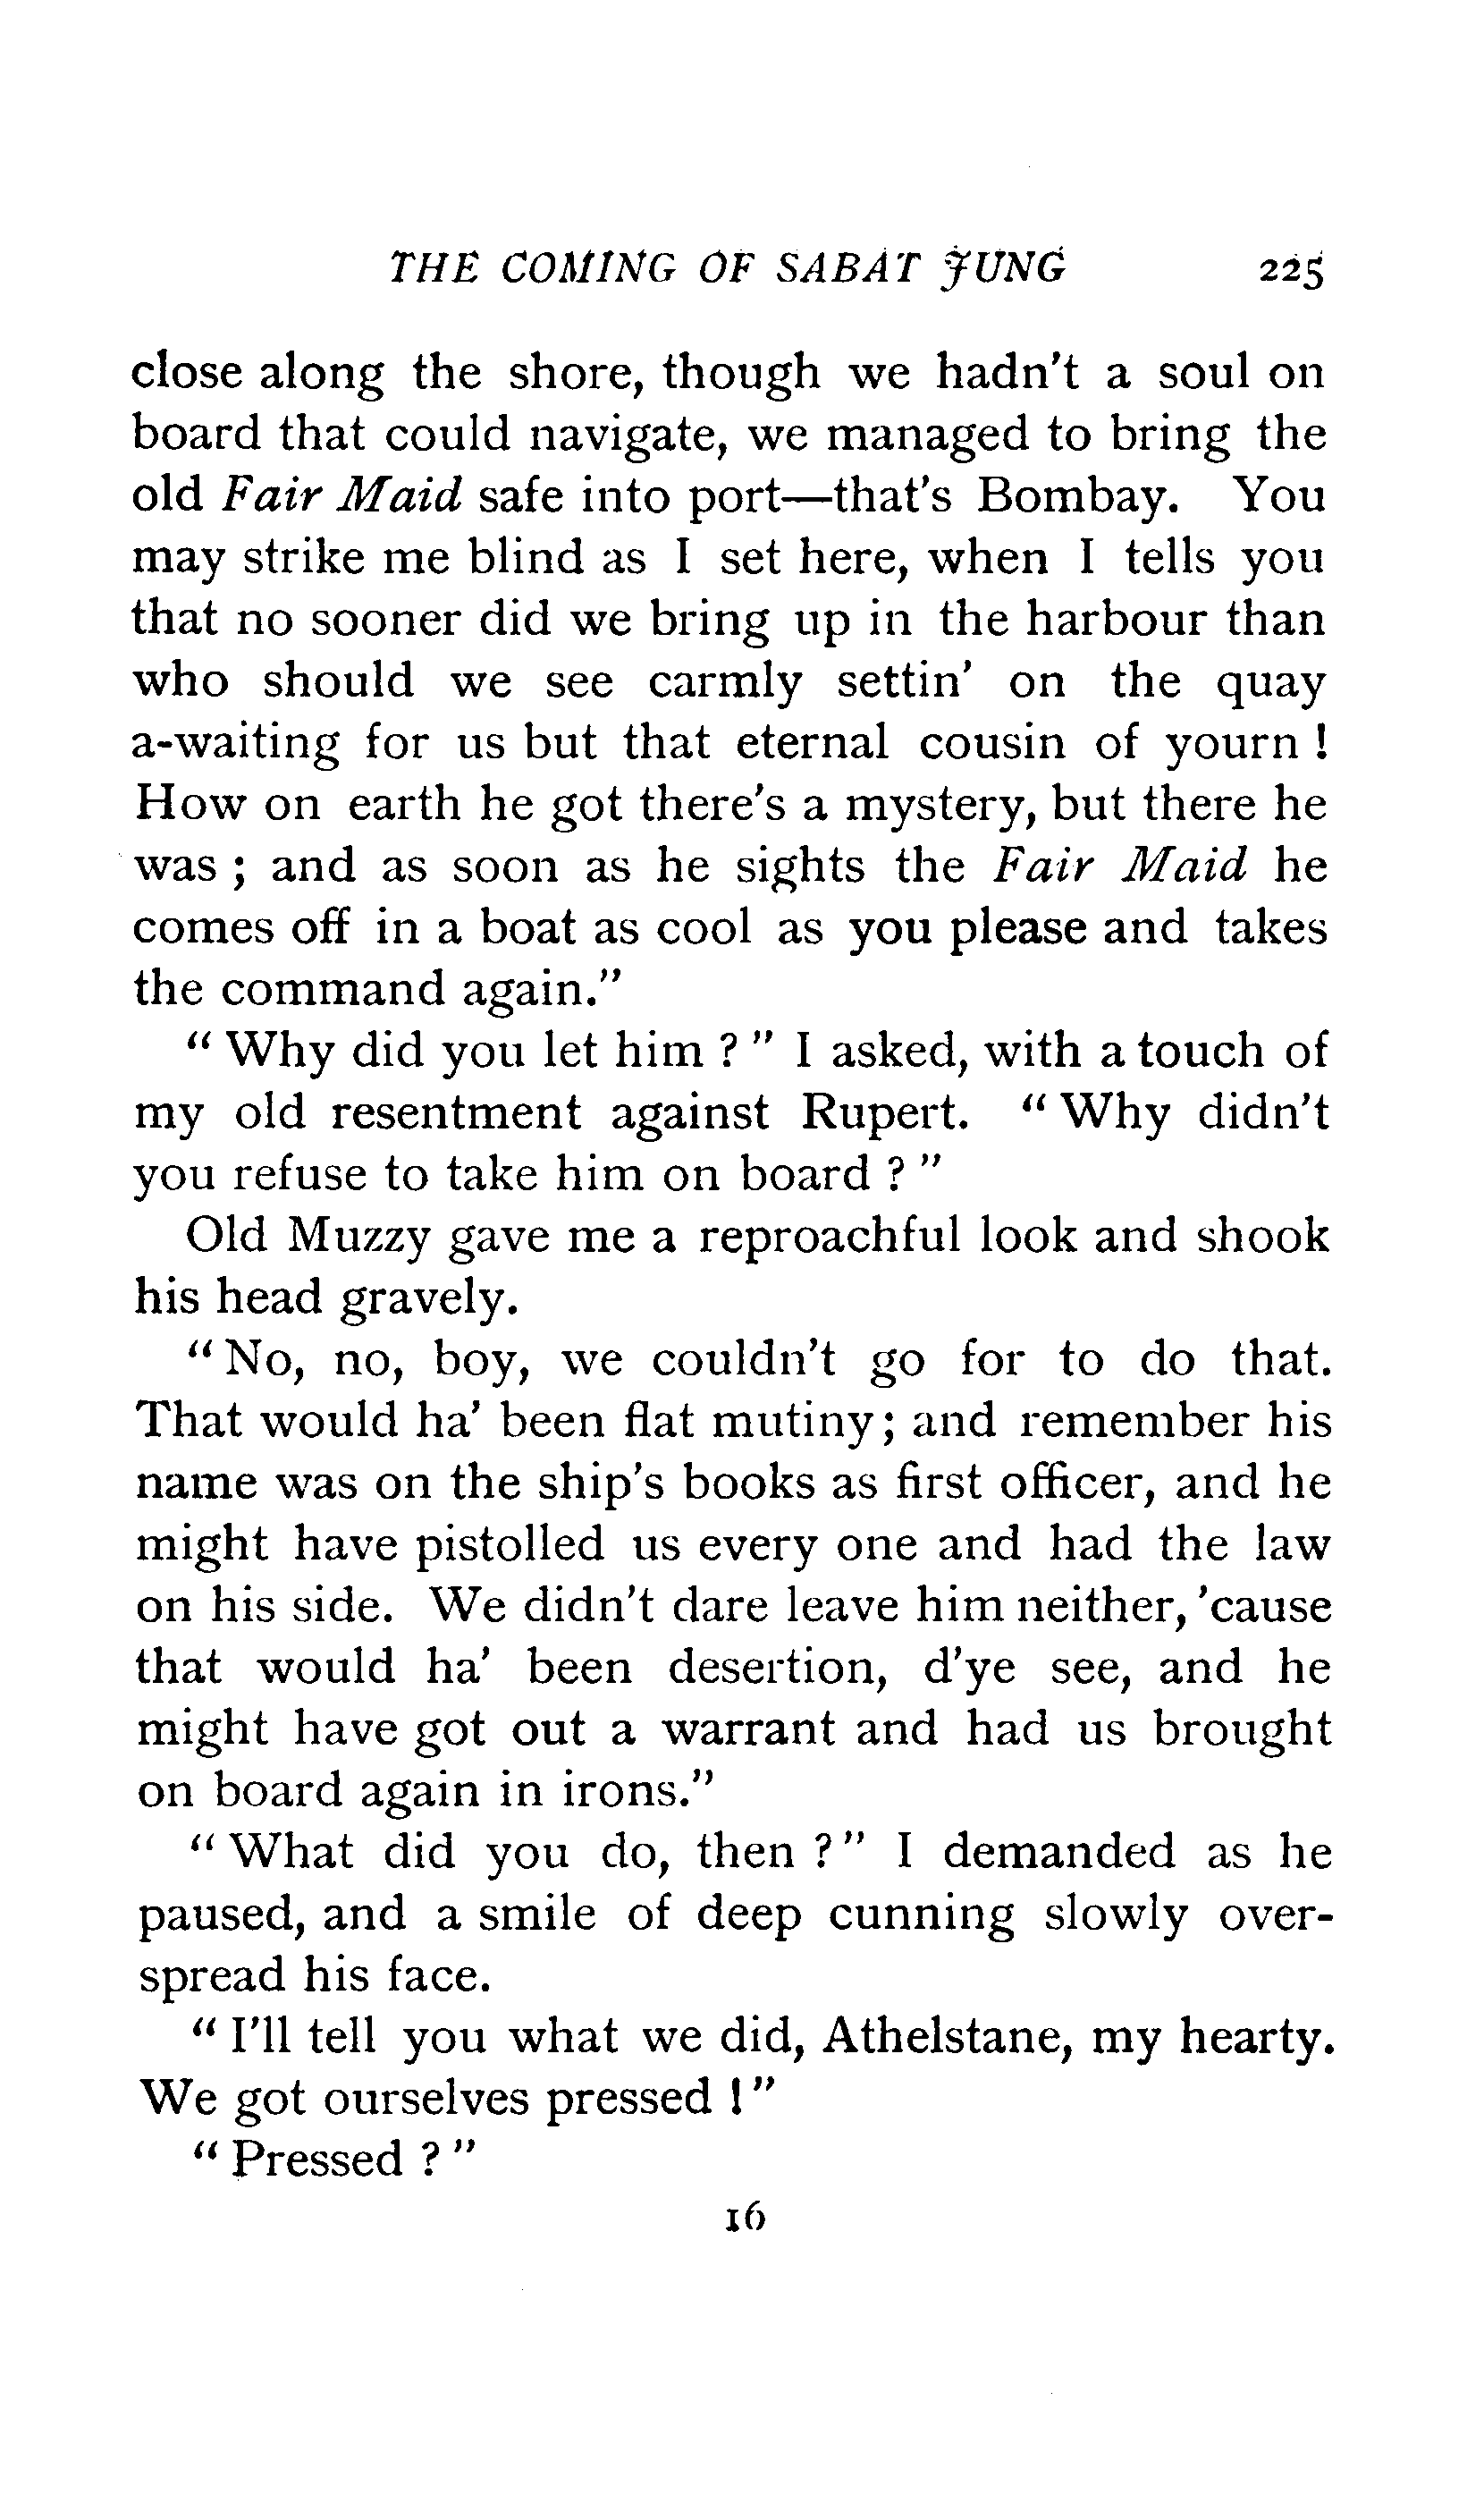 THE COMING OF SABAT JUNG 225
close along the shore, though we hadn't a soul on
board that could navigate, we managed to bring the
old Fair Maid safe into port—that's Bombay. You
may strike me blind as I set here, when I tells you
that no sooner did we bring up in the harbour than
who should we see carmly settin' on the quay
a-waiting for us but that eternal cousin of yourn !
How on earth he got there's a mystery, but there he
was ; and as soon as he sights the Fair Maid he
comes off in a boat as cool as you please and takes
the command again."
" Why did you let him ? " I asked, with a touch of
my old resentment against Rupert. " Why didn't
you refuse to take him on board ? "
Old Muzzy gave me a reproachful look and shook
his head gravely.
" No, no, boy, we couldn't go for to do that.
That would ha' been flat mutiny; and remember his
name was on the ship's books as first officer, and he
might have pistolled us every one and had the law
on his side. We didn't dare leave him neither, 'cause
that would ha' been desertion, d'ye see, and he
might have got out a warrant and had us brought
on board again in irons."
" What did you do, then ? " I demanded as he
paused, and a smile of deep cunning slowly over-
spread his face.
" I'll tell you what we did, Athelstane, my hearty.
We got ourselves pressed ! "
" Pressed ? "
16